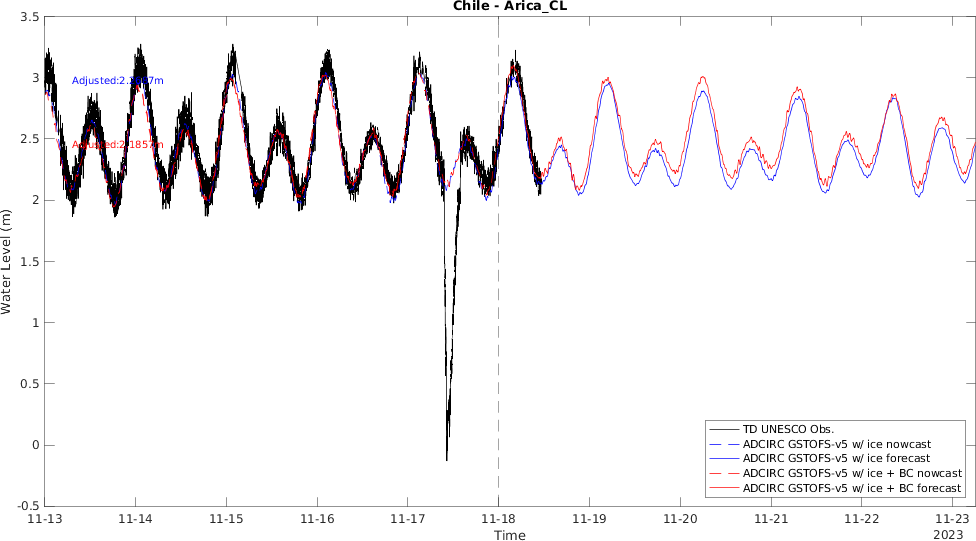 Chile - Arica_CL
3.5
3
2.5
2
1.5
1
0.5
0
-0.5
Water Level (m)
Adjusted:2.
7m
Adjusted:2.1857m
11-13
11-14
11-15
11-16
11-17
11-18
11-19
11-20
11-21
11-22
11-23
2023
Time
TD UNESCO Obs.
ADCIRC GSTOFS-v5 w/ ice nowcast
ADCIRC GSTOFS-v5 w/ ice forecast
ADCIRC GSTOFS-v5 w/ ice + BC nowcast
ADCIRC GSTOFS-v5 w/ ice + BC forecast